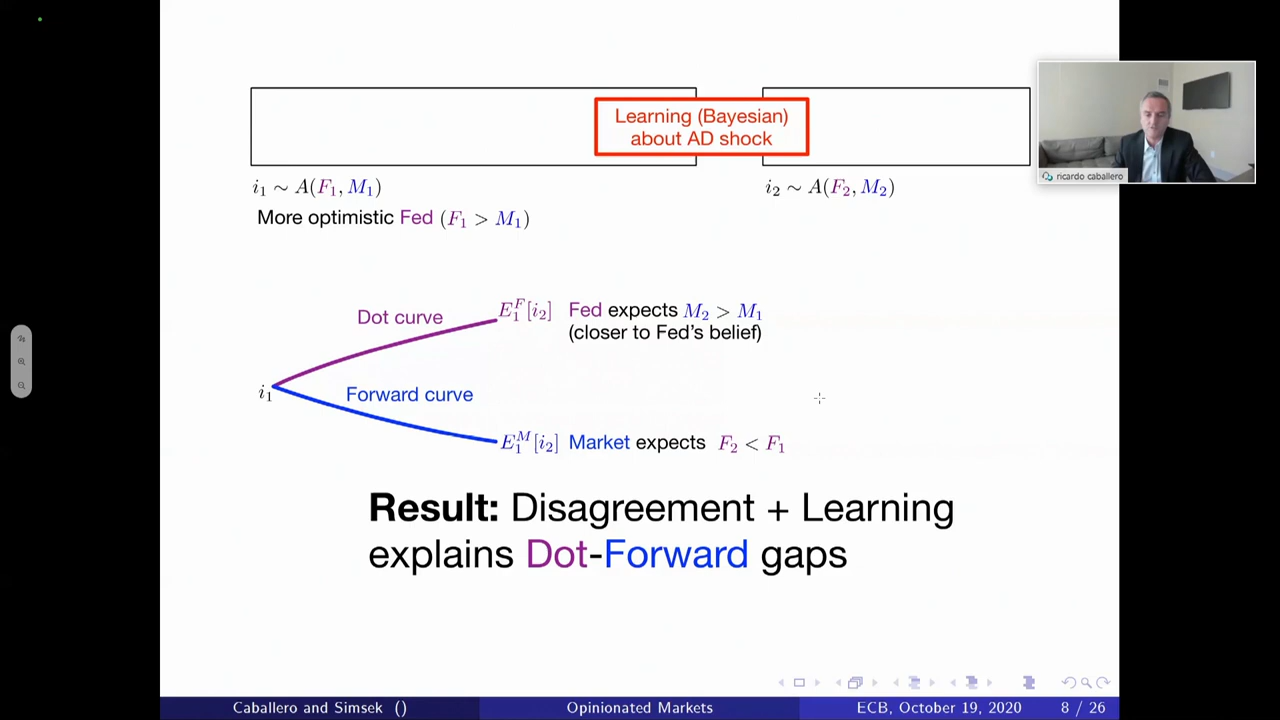 Learning (Bayesian)
about AD shock
ricardo caballero
i₁ ∼ A(F₁, M₁)
i₂ ∼ A(F₂, M₂)
More optimistic Fed (F₁ > M₁)
Dot curve
E₁ᶠ[i₂] Fed expects M₂ > M₁
(closer to Fed's belief)
i₁
Forward curve
E₁ᴹ[i₂] Market expects F₂ < F₁
Result: Disagreement + Learning
explains Dot-Forward gaps
Caballero and Simsek () Opinionated Markets ECB, October 19, 2020 8 / 26